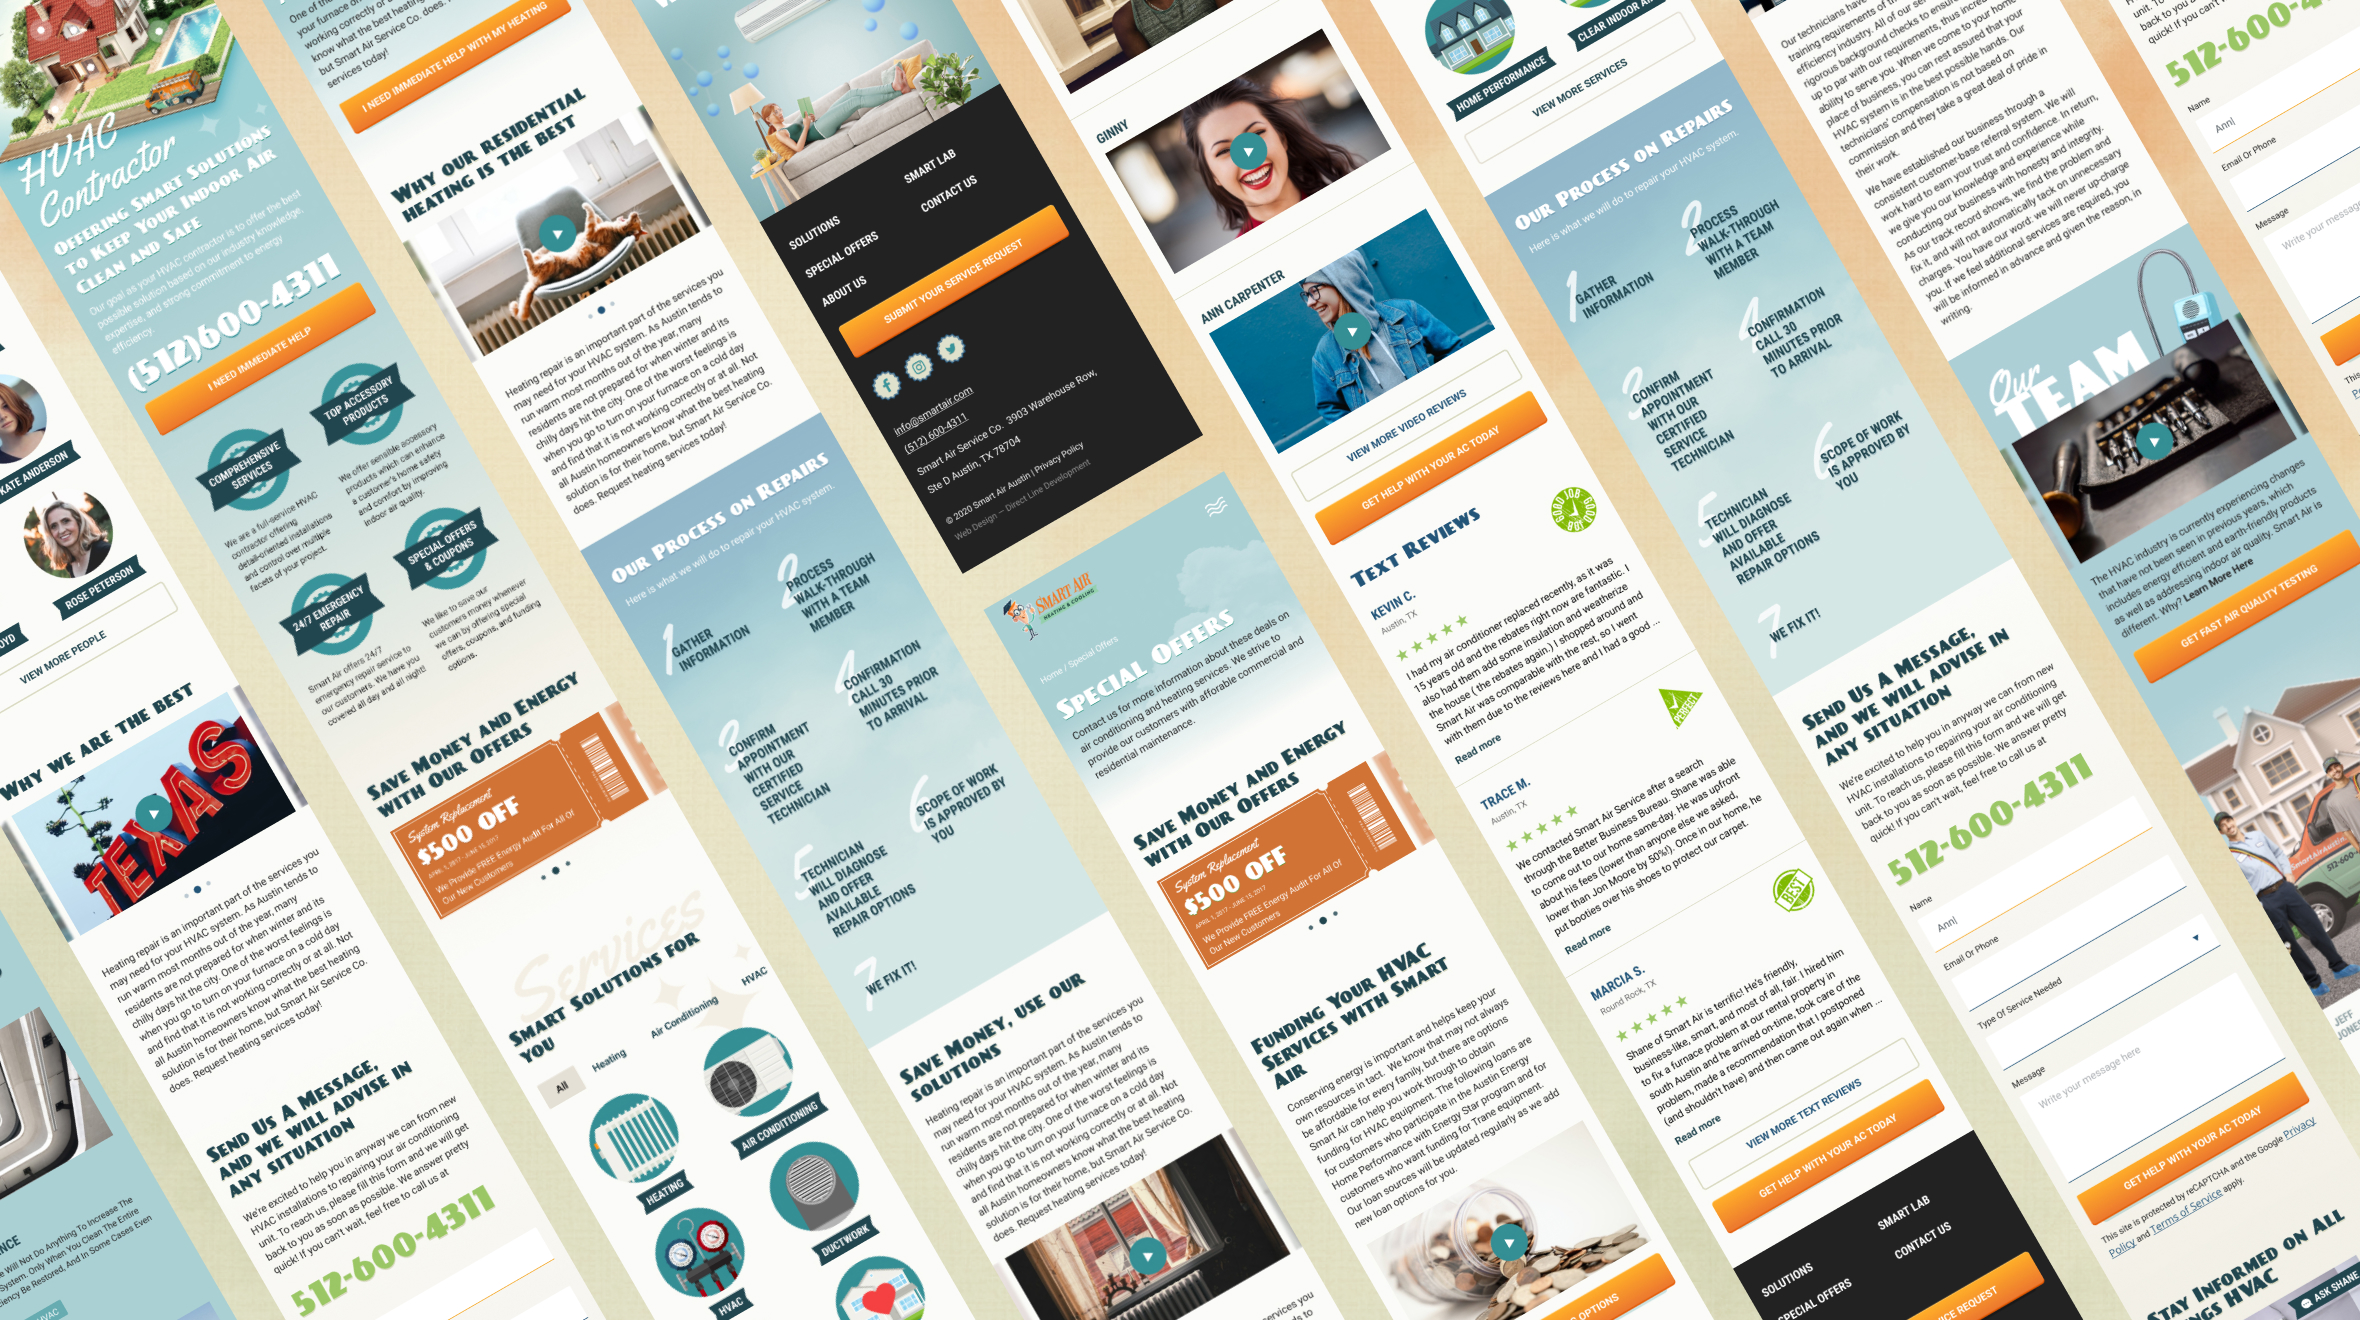 KATE ANDERSON
ROSE PETERSON
VIEW MORE PEOPLE
WHY WE ARE THE BEST
TEXAS
Heating repair is an important part of the services you
may need for your HVAC system. As Austin tends to
run warm most months out of the year, many
residents are not prepared for when winter and its
chilly days hit the city. One of the worst feelings is
when you go to turn on your furnace on a cold day
and find that it is not working correctly or at all. Not
all Austin homeowners know what the best heating
solution is for their home, but Smart Air Service Co.
does. Request heating services today!
SEND US A MESSAGE,
AND WE WILL ADVISE IN
ANY SITUATION
We're excited to help you in anyway we can from new
HVAC installations to repairing your air conditioning
unit. To reach us, please fill this form and we will get
back to you as soon as possible. We answer pretty
quick! If you can't wait, feel free to call us at
512-600-4311
HVAC
Contractor
OFFERING SMART SOLUTIONS
TO KEEP YOUR INDOOR AIR
CLEAN AND SAFE
Our goal as your HVAC contractor is to offer the best
possible solution based on our industry knowledge,
expertise, and strong commitment to energy
efficiency.
(512)600-4311
I NEED IMMEDIATE HELP
COMPREHENSIVE
SERVICES
We are a full-service HVAC
contractor offering
detail-oriented installations
and control over multiple
facets of your project.
TOP ACCESSORY
PRODUCTS
We offer sensible accessory
products which can enhance
a customer's home safety
and comfort by improving
indoor air quality.
24/7 EMERGENCY
REPAIR
Smart Air offers 24/7
emergency repair service to
our customers. We have you
covered day and all night!
SPECIAL OFFERS
& COUPONS
We like to save our
customers money whenever
we can by offering special
offers, coupons, and funding
options.
SAVE MONEY AND ENERGY
WITH OUR OFFERS
System Replacement
$500 OFF
APRIL 1, 2017 - JUNE 15, 2017
We Provide FREE Energy Audit For All Of
Our New Customers
Services
SMART SOLUTIONS FOR
YOU
All
Heating
Air Conditioning
HVAC
HEATING
AIR CONDITIONING
HVAC
DUCTWORK
your furnace
working correctly or
know what the best heating
but Smart Air Service Co. does.
services today!
I NEED IMMEDIATE HELP WITH MY HEATING
WHY OUR RESIDENTIAL
HEATING IS THE BEST
Heating repair is an important part of the services you
may need for your HVAC system. As Austin tends to
run warm most months out of the year, many
residents are not prepared for when winter and its
chilly days hit the city. One of the worst feelings is
when you go to turn on your furnace on a cold day
and find that it is not working correctly or at all. Not
all Austin homeowners know what the best heating
solution is for their home, but Smart Air Service Co.
does. Request heating services today!
OUR PROCESS ON REPAIRS
Here is what we will do to repair your HVAC system.
1
GATHER
INFORMATION
2
PROCESS
WALK-THROUGH
WITH A TEAM
MEMBER
3
CONFIRM
APPOINTMENT
WITH OUR
CERTIFIED
SERVICE
TECHNICIAN
4
CONFIRMATION
CALL 30
MINUTES PRIOR
TO ARRIVAL
5
TECHNICIAN
WILL DIAGNOSE
AND OFFER
AVAILABLE
REPAIR OPTIONS
6
SCOPE OF WORK
IS APPROVED BY
YOU
7
WE FIX IT!
SAVE MONEY, USE OUR
SOLUTIONS
Heating repair is an important part of the services you
may need for your HVAC system. As Austin tends to
run warm most months out of the year, many
residents are not prepared for when winter and its
chilly days hit the city. One of the worst feelings is
when you go to turn on your furnace on a cold day
and find that it is not working correctly or at all. Not
all Austin homeowners know what the best heating
solution is for their home, but Smart Air Service Co.
does. Request heating services today!
SOLUTIONS
SPECIAL OFFERS
ABOUT US
SMART LAB
CONTACT US
SUBMIT YOUR SERVICE REQUEST
info@smartair.com
(512) 600-4311
Smart Air Service Co. 3903 Warehouse Row,
Ste D Austin, TX 78704
© 2020 Smart Air Austin | Privacy Policy
Web Design — Direct Line Development
SMART AIR
HEATING & COOLING
Home / Special Offers
SPECIAL OFFERS
Contact us for more information about these deals on
air conditioning and heating services. We strive to
provide our customers with afforable commercial and
residential maintenance.
SAVE MONEY AND ENERGY
WITH OUR OFFERS
System Replacement
$500 OFF
APRIL 1, 2017 - JUNE 15, 2017
We Provide FREE Energy Audit For All Of
Our New Customers
FUNDING YOUR HVAC
SERVICES WITH SMART
AIR
Conserving energy is important and helps keep your
own resources in tact. We know that may not always
be affordable for every family, but there are options
Smart Air can help you work through to obtain
funding for HVAC equipment. The following loans are
for customers who participate in the Austin Energy
Home Performance with Energy Star program and for
customers who want funding for Trane equipment.
Our loan sources will be updated regularly as we add
new loan options for you.
OPTIONS
GINNY
ANN CARPENTER
VIEW MORE VIDEO REVIEWS
GET HELP WITH YOUR AC TODAY
TEXT REVIEWS
GOOD JOB
KEVIN C.
Austin, TX
I had my air conditioner replaced recently, as it was
15 years old and the rebates right now are fantastic. I
also had them add some insulation and weatherize
the house ( the rebates again.) I shopped around and
Smart Air was comparable with the rest, so I went
with them due to the reviews here and I had a good ...
Read more
PERFECT
TRACE M.
Austin, TX
We contacted Smart Air Service after a search
through the Better Business Bureau. Shane was able
to come out to our home same-day. He was upfront
about his fees (lower than anyone else we asked,
lower than Jon Moore by 50%!). Once in our home, he
put booties over his shoes to protect our carpet.
Read more
BEST
MARCIA S.
Round Rock, TX
Shane of Smart Air is terrific! He's friendly,
business-like, smart, and most of all, fair. I hired him
to fix a furnace problem at our rental property in
south Austin and he arrived on-time, took care of the
problem, made a recommendation that I postponed
(and shouldn't have) and then came out again when ...
Read more
VIEW MORE TEXT REVIEWS
GET HELP WITH YOUR AC TODAY
SOLUTIONS
SPECIAL OFFERS
SMART LAB
CONTACT US
HOME PERFORMANCE
CLEAR INDOOR AIR
VIEW MORE SERVICES
OUR PROCESS ON REPAIRS
Here is what we will do to repair your HVAC system.
1
GATHER
INFORMATION
2
PROCESS
WALK-THROUGH
WITH A TEAM
MEMBER
3
CONFIRM
APPOINTMENT
WITH OUR
CERTIFIED
SERVICE
TECHNICIAN
4
CONFIRMATION
CALL 30
MINUTES PRIOR
TO ARRIVAL
5
TECHNICIAN
WILL DIAGNOSE
AND OFFER
AVAILABLE
REPAIR OPTIONS
6
SCOPE OF WORK
IS APPROVED BY
YOU
7
WE FIX IT!
SEND US A MESSAGE,
AND WE WILL ADVISE IN
ANY SITUATION
We're excited to help you in anyway we can from new
HVAC installations to repairing your air conditioning
unit. To reach us, please fill this form and we will get
back to you as soon as possible. We answer pretty
quick! If you can't wait, feel free to call us at
512-600-4311
Name
Ann|
Email Or Phone
Type Of Service Needed
Message
Write your message here
GET HELP WITH YOUR AC TODAY
This site is protected by reCAPTCHA and the Google Privacy
Policy and Terms of Service apply.
STAY INFORMED ON ALL
THINGS HVAC
ASK SHANE
Our technicians have
training requirements of
efficiency industry. All of our
rigorous background checks to ensure
up to par with our requirements, thus
ability to serve you. When we come to your home
place of business, you can rest assured that your
HVAC system is in the best possible hands. Our
technicians' compensation is not based on
commission and they take a great deal of pride in
their work.
We have established our business through a
consistent customer-base referral system. We will
work hard to earn your trust and confidence. In return,
we give you our knowledge and experience while
conducting our business with honesty and integrity.
As our track record shows, we find the problem and
fix it, and will not automatically tack on unnecessary
charges. You have our word: we will never up-charge
you. If we feel additional services are required, you
will be informed in advance and given the reason, in
writing.
Our
TEAM
The HVAC industry is currently experiencing changes
that have not been seen in previous years, which
includes energy efficient and earth-friendly products
as well as addressing indoor air quality. Smart Air is
different. Why? Learn More Here
GET FAST AIR QUALITY TESTING
JEFF
JONES
back to you as
quick! If you can't
512-600-4
Name
Ann|
Email Or Phone
Message
Write your message